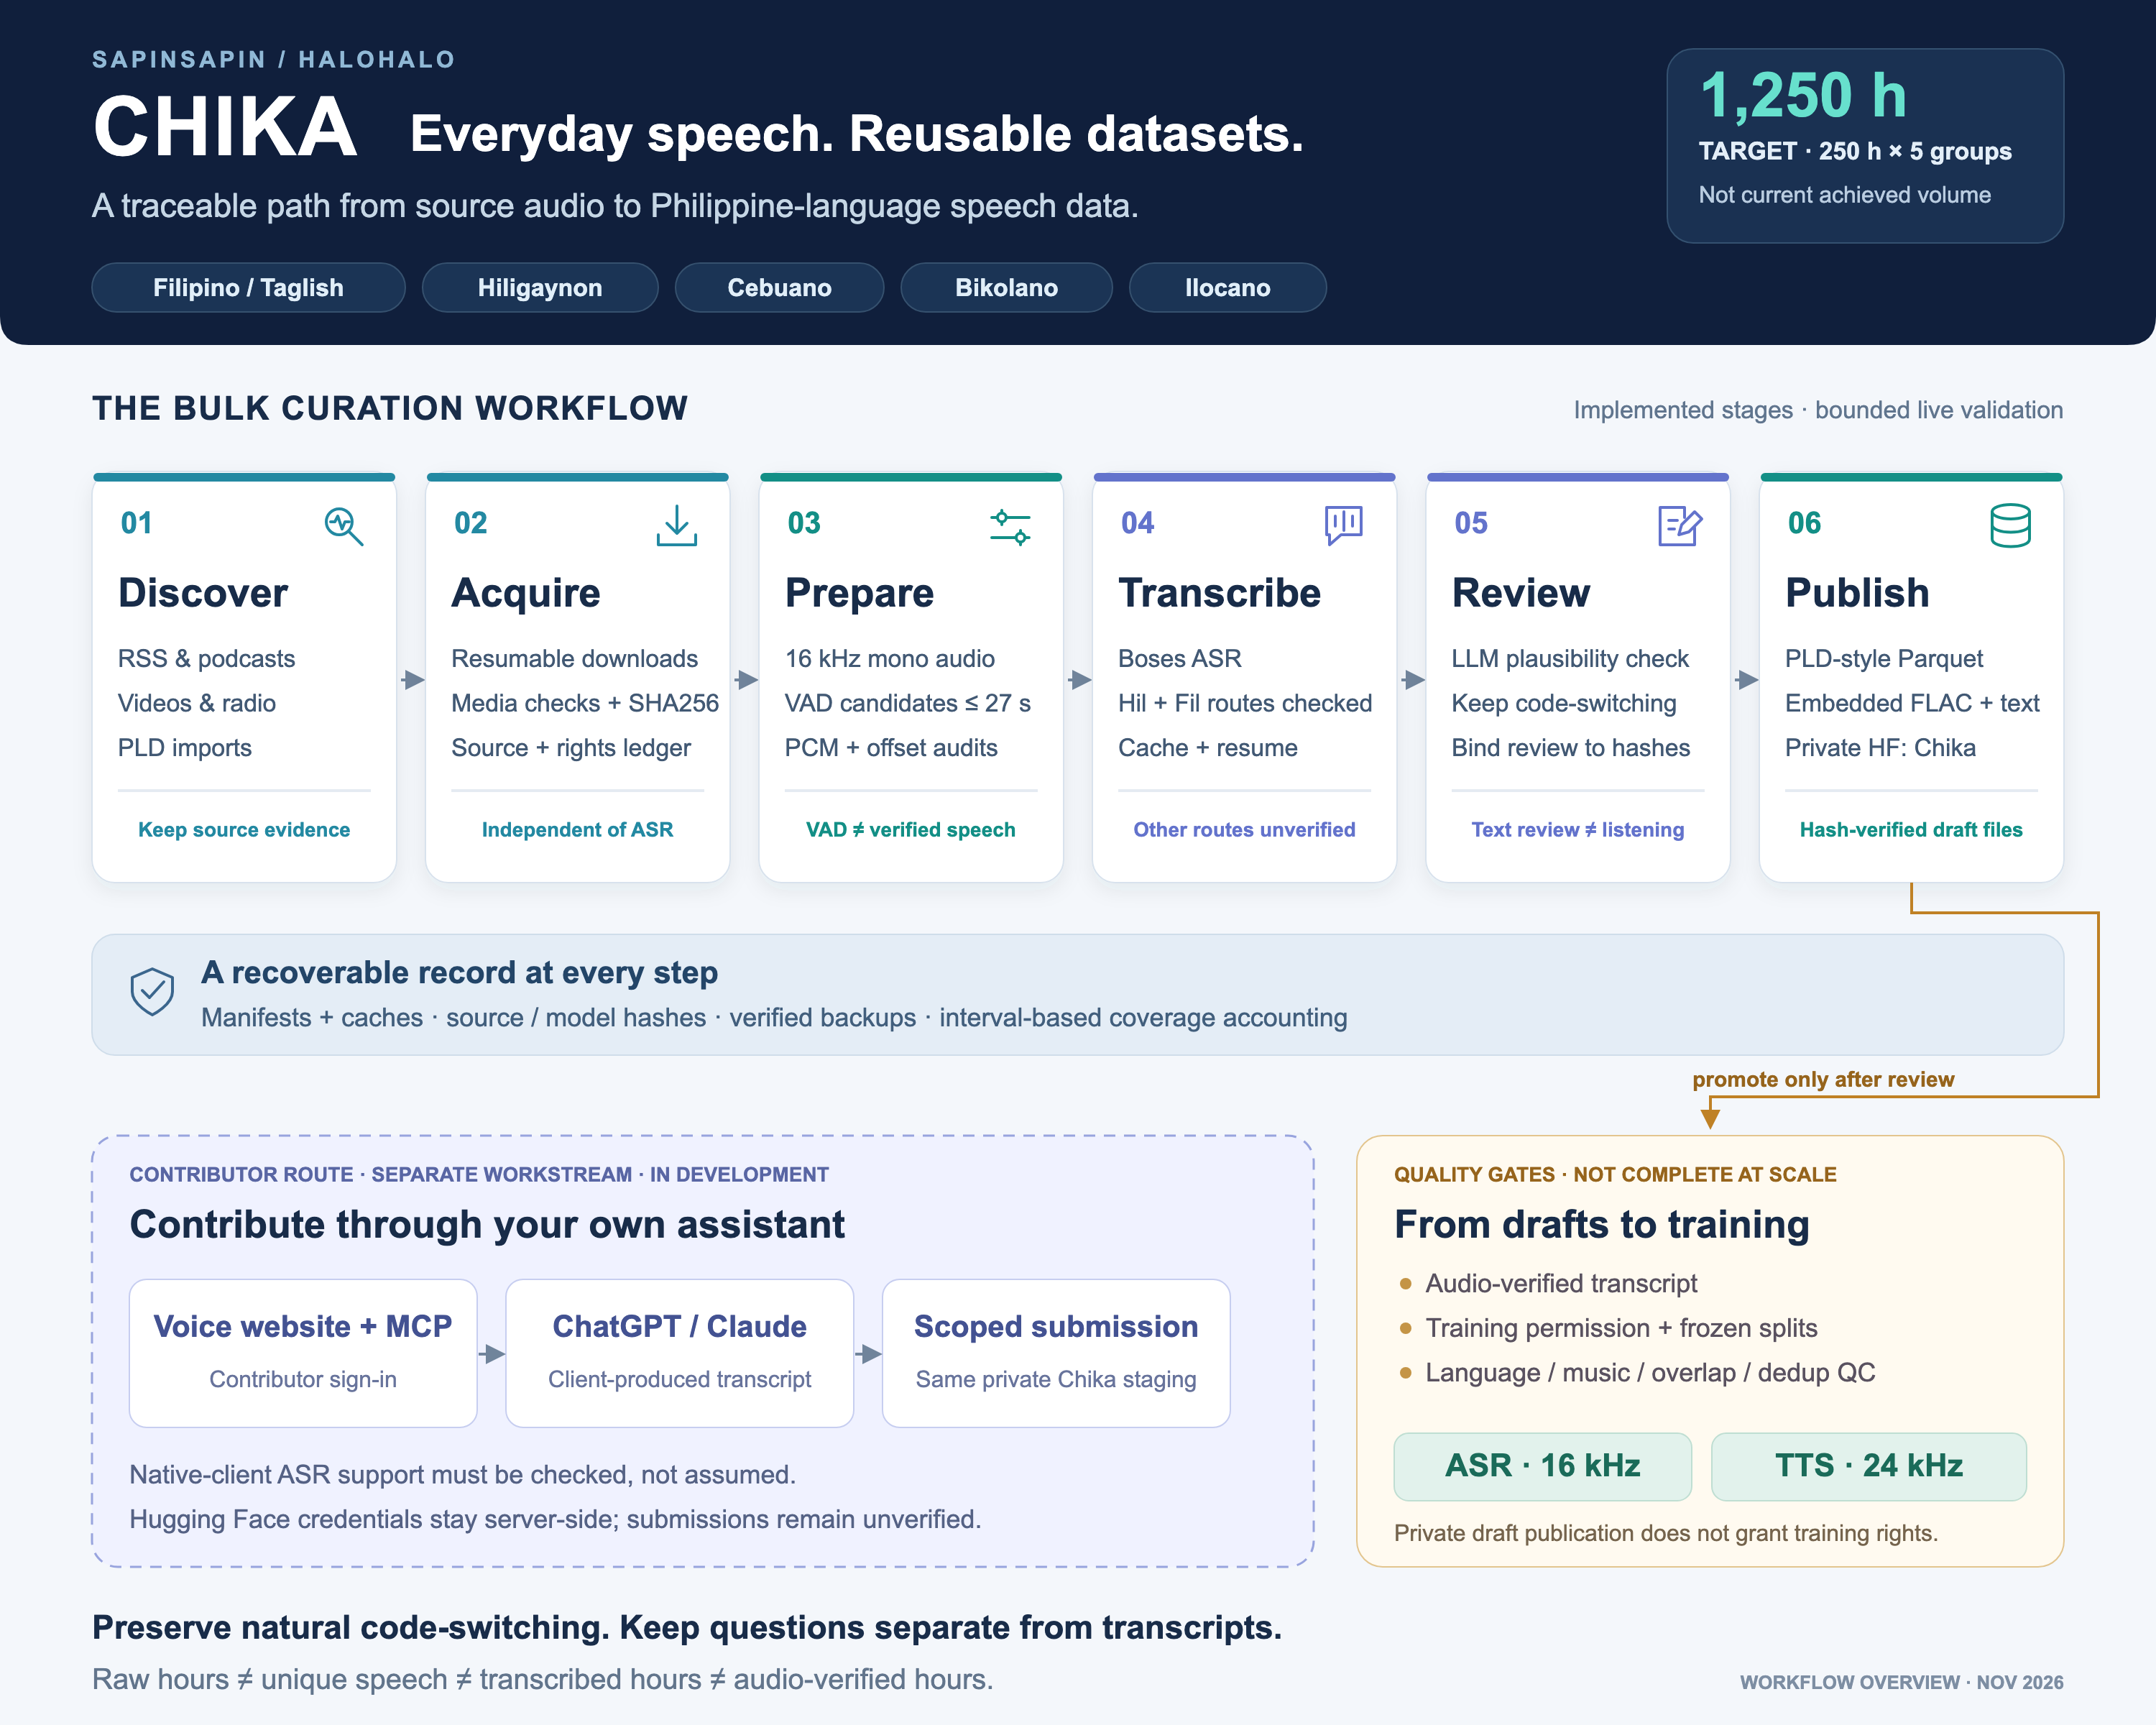 SAPINSAPIN / HALOHALO
CHIKA
Everyday speech. Reusable datasets.
A traceable path from source audio to Philippine-language speech data.
Filipino / Taglish
Hiligaynon
Cebuano
Bikolano
Ilocano
1,250 h
TARGET · 250 h × 5 groups
Not current achieved volume
THE BULK CURATION WORKFLOW
Implemented stages · bounded live validation
01
Discover
RSS & podcasts
Videos & radio
PLD imports
Keep source evidence
02
Acquire
Resumable downloads
Media checks + SHA256
Source + rights ledger
Independent of ASR
03
Prepare
16 kHz mono audio
VAD candidates ≤ 27 s
PCM + offset audits
VAD ≠ verified speech
04
Transcribe
Boses ASR
Hil + Fil routes checked
Cache + resume
Other routes unverified
05
Review
LLM plausibility check
Keep code-switching
Bind review to hashes
Text review ≠ listening
06
Publish
PLD-style Parquet
Embedded FLAC + text
Private HF: Chika
Hash-verified draft files
A recoverable record at every step
Manifests + caches · source / model hashes · verified backups · interval-based coverage accounting
promote only after review
CONTRIBUTOR ROUTE · SEPARATE WORKSTREAM · IN DEVELOPMENT
Contribute through your own assistant
Voice website + MCP
Contributor sign-in
ChatGPT / Claude
Client-produced transcript
Scoped submission
Same private Chika staging
Native-client ASR support must be checked, not assumed.
Hugging Face credentials stay server-side; submissions remain unverified.
QUALITY GATES · NOT COMPLETE AT SCALE
From drafts to training
Audio-verified transcript
Training permission + frozen splits
Language / music / overlap / dedup QC
ASR · 16 kHz
TTS · 24 kHz
Private draft publication does not grant training rights.
Preserve natural code-switching. Keep questions separate from transcripts.
Raw hours ≠ unique speech ≠ transcribed hours ≠ audio-verified hours.
WORKFLOW OVERVIEW · NOV 2026